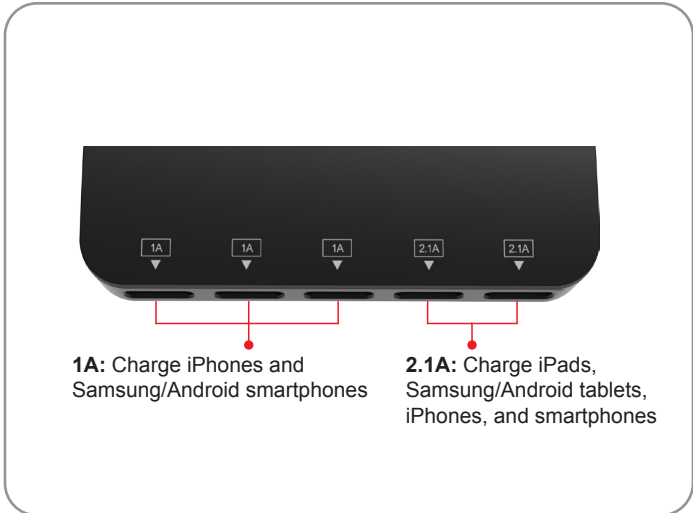 1A 1A 1A 2.1A 2.1A
1A: Charge iPhones and
Samsung/Android smartphones
2.1A: Charge iPads,
Samsung/Android tablets,
iPhones, and smartphones